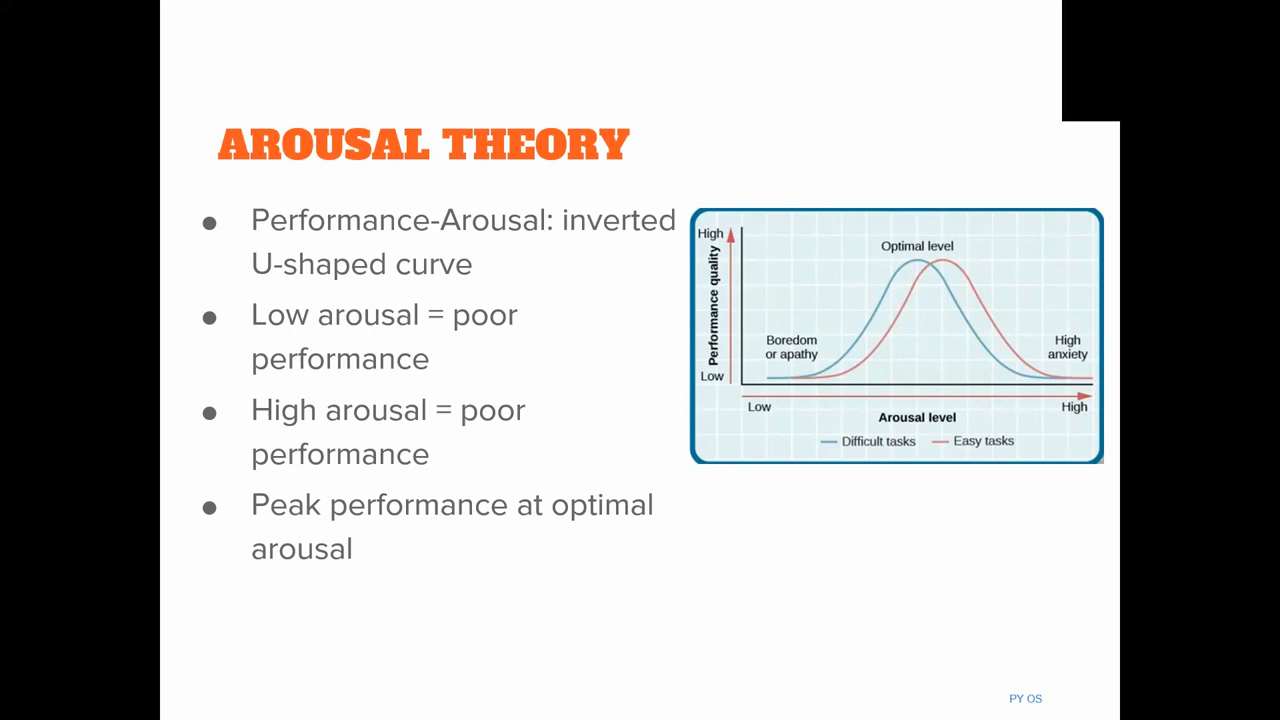 AROUSAL THEORY
● Performance-Arousal: inverted
U-shaped curve
● Low arousal = poor
performance
● High arousal = poor
performance
● Peak performance at optimal
arousal
High
Performance quality
Low
Optimal level
Boredom
or apathy
High
anxiety
Low
High
Arousal level
Difficult tasks
Easy tasks
PY OS